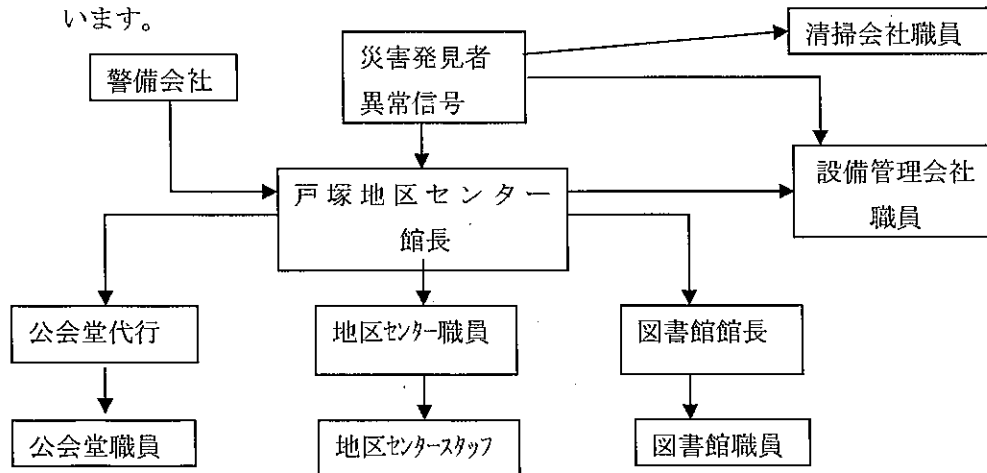 います。
清掃会社職員
災害発見者
異常信号
警備会社
設備管理会社
職員
戸塚地区センター
館長
公会堂代行
地区ｾﾝﾀｰ職員
図書館館長
公会堂職員
地区ｾﾝﾀｰｽﾀｯﾌ
図書館職員